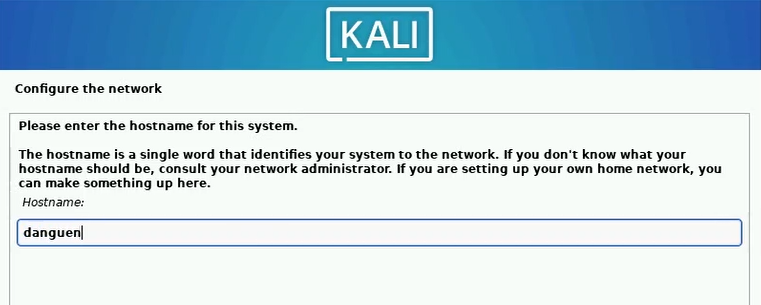 KALI
Configure the network
Please enter the hostname for this system.
The hostname is a single word that identifies your system to the network. If you don't know what your
hostname should be, consult your network administrator. If you are setting up your own home network, you
can make something up here.
Hostname:
danguen